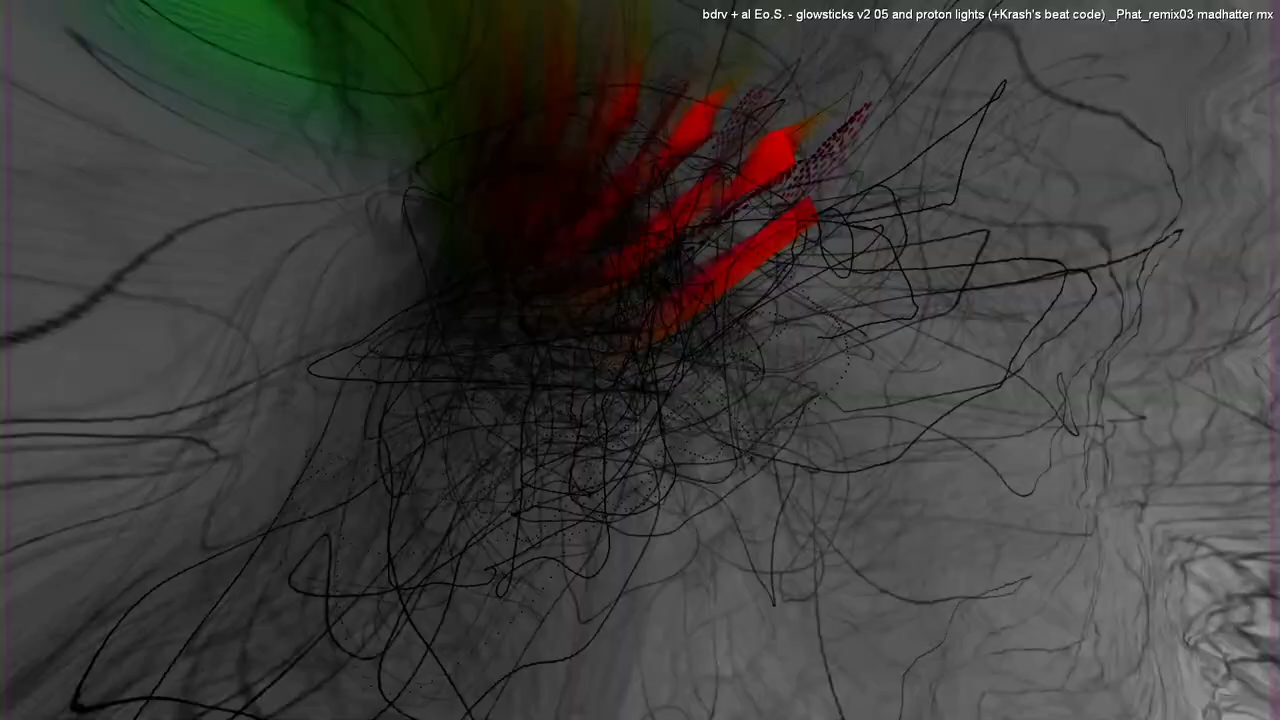 bdrv + al Eo.S. - glowsticks v2 05 and proton lights (+Krash's beat code) _Phat_remix03 madhatter mx